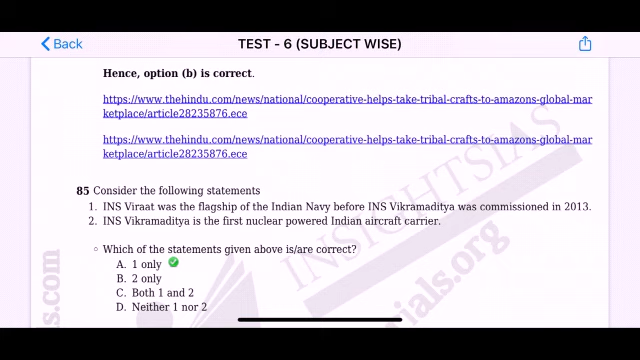 Back
TEST - 6 (SUBJECT WISE)
Hence, option (b) is correct.
https://www.thehindu.com/news/national/cooperative-helps-take-tribal-crafts-to-amazons-global-mar
ketplace/article28235876.ece
https://www.thehindu.com/news/national/cooperative-helps-take-tribal-crafts-to-amazons-global-mar
ketplace/article28235876.ece
85 Consider the following statements
1. INS Viraat was the flagship of the Indian Navy before INS Vikramaditya was commissioned in 2013.
2. INS Vikramaditya is the first nuclear powered Indian aircraft carrier.
Which of the statements given above is/are correct?
A. 1 only
B. 2 only
C. Both 1 and 2
D. Neither 1 nor 2
INSIGHTSIAS
ials.org
s.com